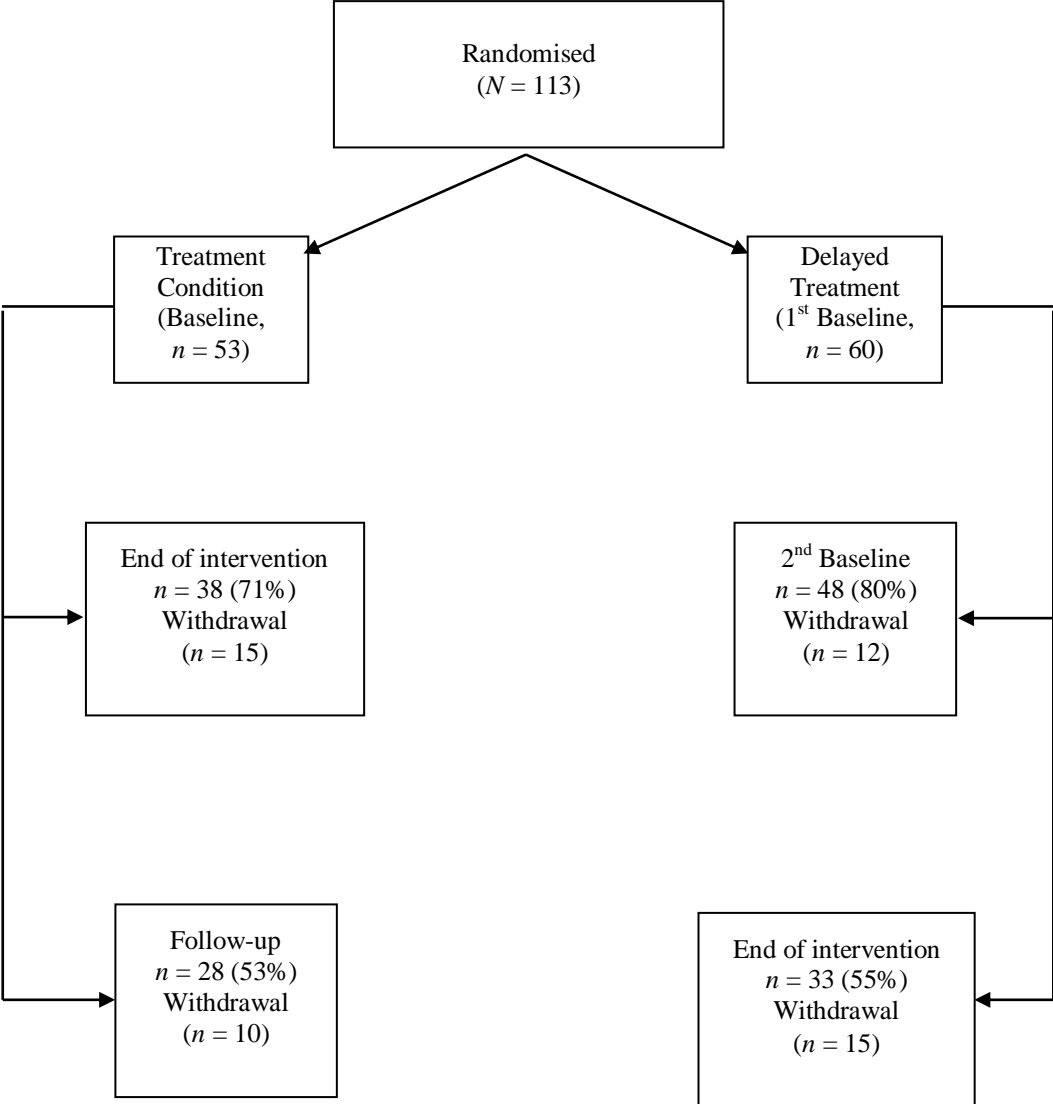 Randomised
(N = 113)
Treatment
Condition
(Baseline,
n = 53)
Delayed
Treatment
(1st Baseline,
n = 60)
End of intervention
n = 38 (71%)
Withdrawal
(n = 15)
2nd Baseline
n = 48 (80%)
Withdrawal
(n = 12)
Follow-up
n = 28 (53%)
Withdrawal
(n = 10)
End of intervention
n = 33 (55%)
Withdrawal
(n = 15)